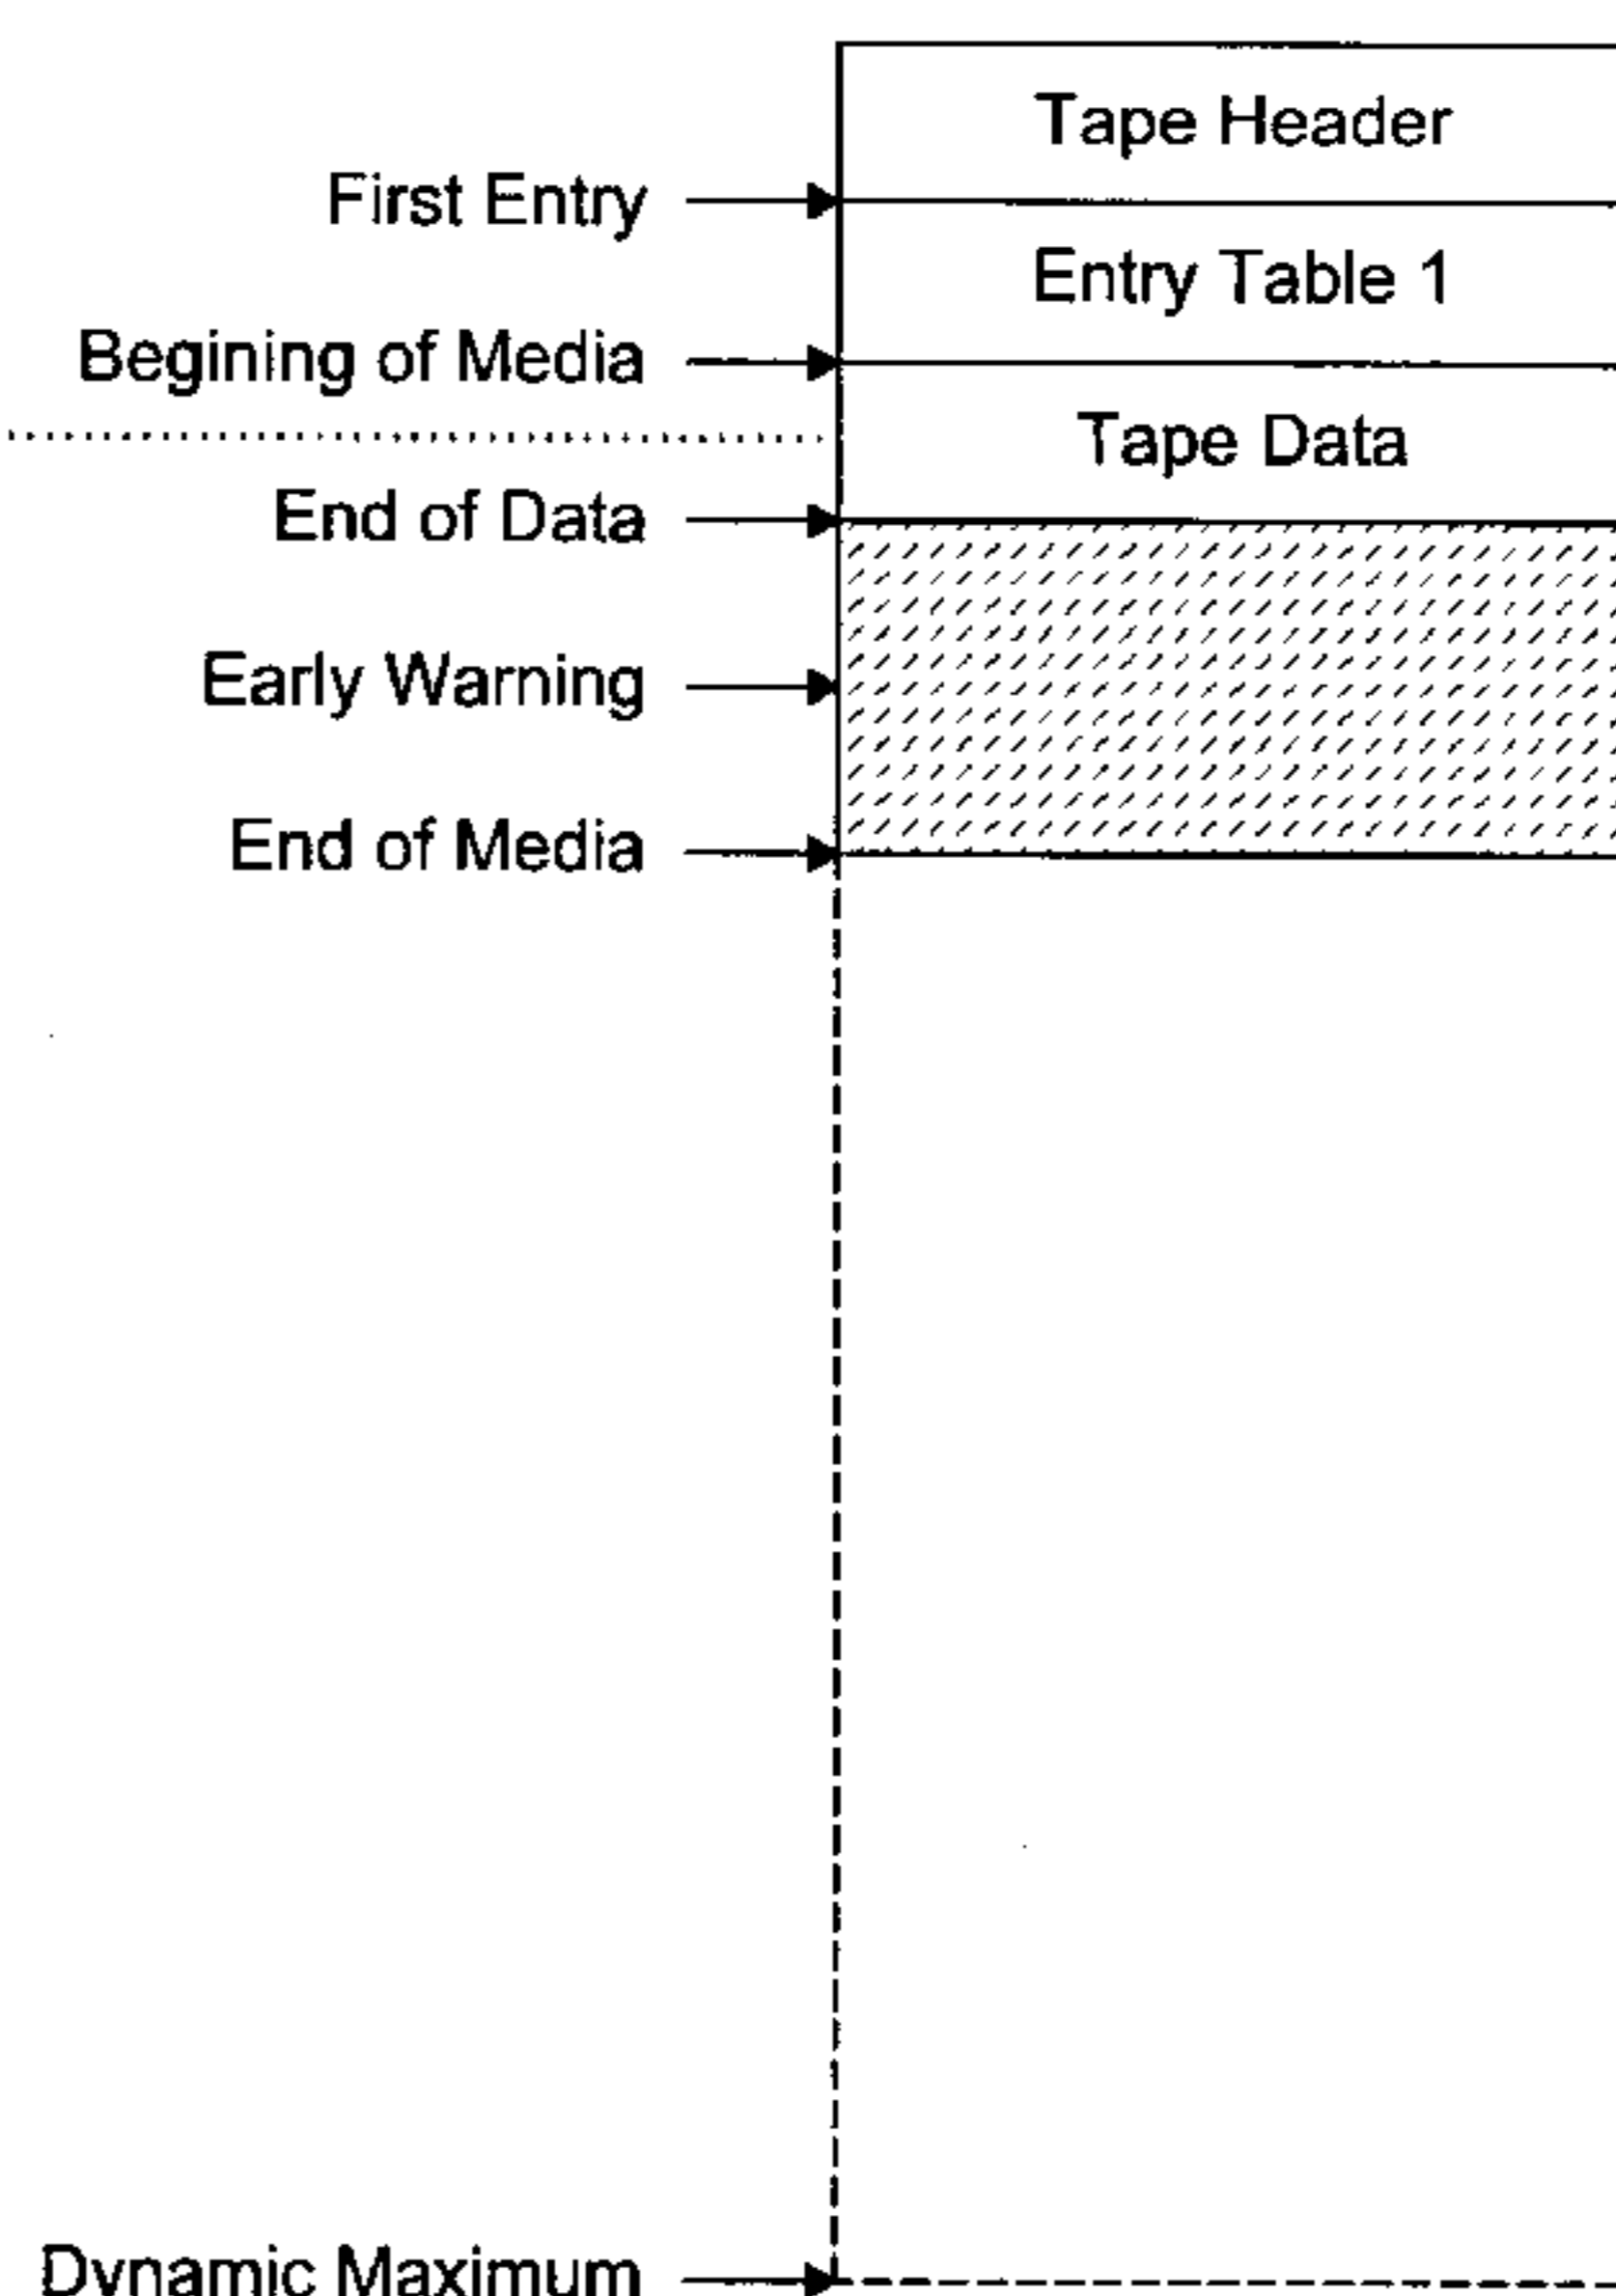 Tape Header
First Entry
Entry Table 1
Begining of Media
Tape Data
End of Data
Early Warning
End of Media
Dynamic Maximum